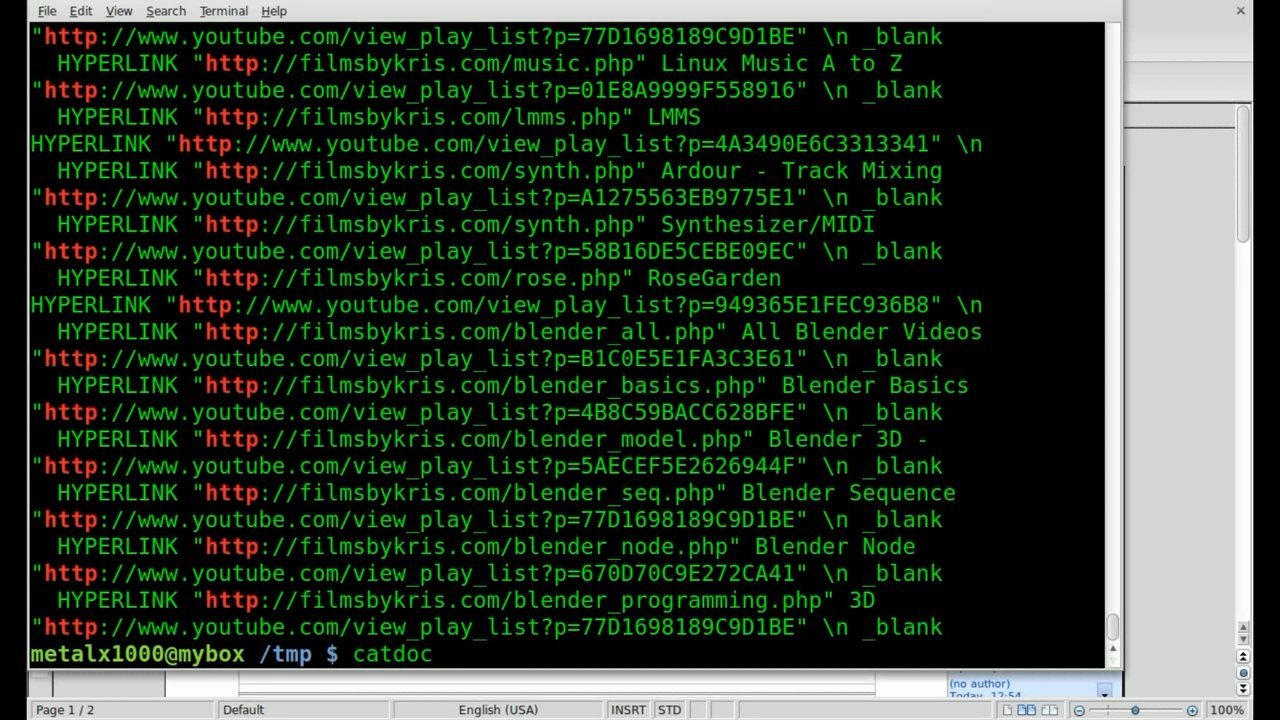 File Edit View Search Terminal Help
"http://www.youtube.com/view_play_list?p=77D1698189C9D1BE" \n _blank
HYPERLINK "http://filmsbykris.com/music.php" Linux Music A to Z
"http://www.youtube.com/view_play_list?p=01E8A9999F558916" \n _blank
HYPERLINK "http://filmsbykris.com/lmms.php" LMMS
HYPERLINK "http://www.youtube.com/view_play_list?p=4A3490E6C3313341" \n
HYPERLINK "http://filmsbykris.com/synth.php" Ardour - Track Mixing
"http://www.youtube.com/view_play_list?p=A1275563EB9775E1" \n _blank
HYPERLINK "http://filmsbykris.com/synth.php" Synthesizer/MIDI
"http://www.youtube.com/view_play_list?p=58B16DE5CEBE09EC" \n _blank
HYPERLINK "http://filmsbykris.com/rose.php" RoseGarden
HYPERLINK "http://www.youtube.com/view_play_list?p=949365E1FEC936B8" \n
HYPERLINK "http://filmsbykris.com/blender_all.php" All Blender Videos
"http://www.youtube.com/view_play_list?p=B1C0E5E1FA3C3E61" \n _blank
HYPERLINK "http://filmsbykris.com/blender_basics.php" Blender Basics
"http://www.youtube.com/view_play_list?p=4B8C59BACC628BFE" \n _blank
HYPERLINK "http://filmsbykris.com/blender_model.php" Blender 3D -
"http://www.youtube.com/view_play_list?p=5AECEF5E2626944F" \n _blank
HYPERLINK "http://filmsbykris.com/blender_seq.php" Blender Sequence
"http://www.youtube.com/view_play_list?p=77D1698189C9D1BE" \n _blank
HYPERLINK "http://filmsbykris.com/blender_node.php" Blender Node
"http://www.youtube.com/view_play_list?p=670D70C9E272CA41" \n _blank
HYPERLINK "http://filmsbykris.com/blender_programming.php" 3D
"http://www.youtube.com/view_play_list?p=77D1698189C9D1BE" \n _blank
metalx1000@mybox /tmp $ catdoc
(no author)
Today, 12:54
Page 1 / 2 Default English (USA) INSRT STD 100%